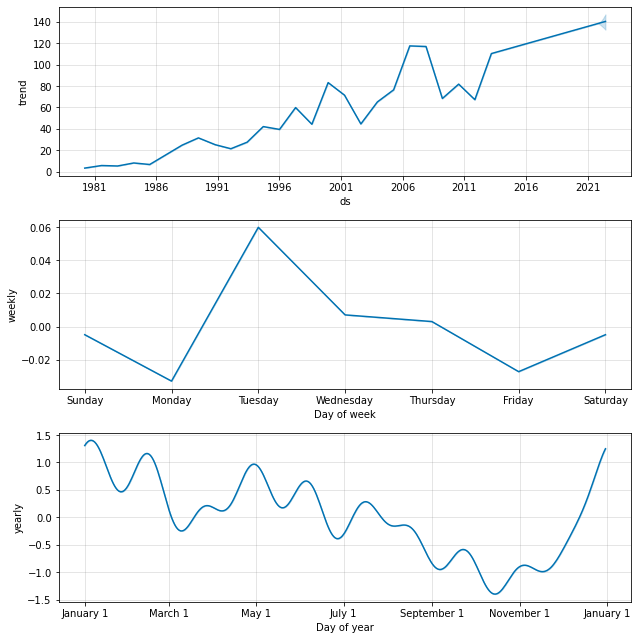 140
120
100
80
60
40
20
0
trend
1981 1986 1991 1996 2001 2006 2011 2016 2021
ds
0.06
0.04
0.02
0.00
−0.02
weekly
Sunday Monday Tuesday Wednesday Thursday Friday Saturday
Day of week
1.5
1.0
0.5
0.0
−0.5
−1.0
−1.5
yearly
January 1 March 1 May 1 July 1 September 1 November 1 January 1
Day of year